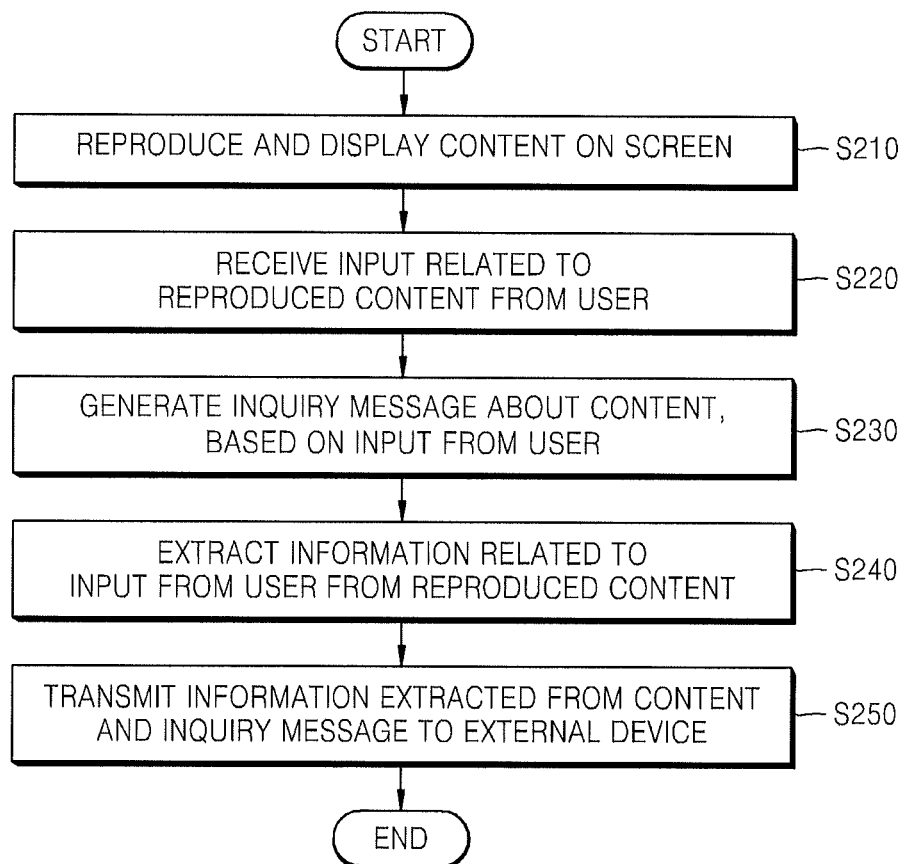 START
REPRODUCE AND DISPLAY CONTENT ON SCREEN
S210
RECEIVE INPUT RELATED TO
REPRODUCED CONTENT FROM USER
S220
GENERATE INQUIRY MESSAGE ABOUT CONTENT,
BASED ON INPUT FROM USER
S230
EXTRACT INFORMATION RELATED TO
INPUT FROM USER FROM REPRODUCED CONTENT
S240
TRANSMIT INFORMATION EXTRACTED FROM CONTENT
AND INQUIRY MESSAGE TO EXTERNAL DEVICE
S250
END